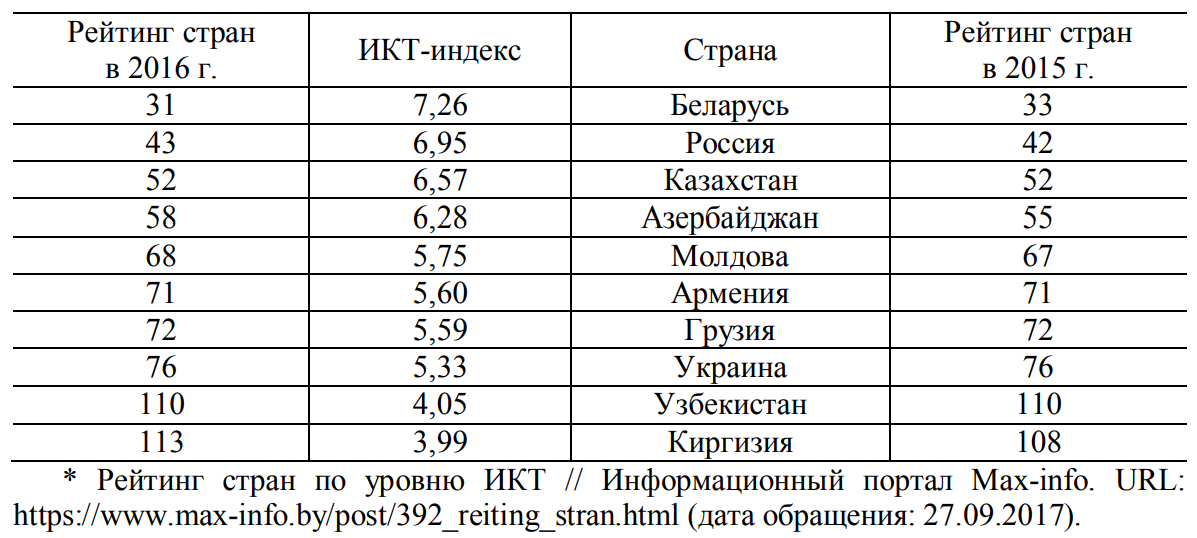 Рейтинг стран в 2016 г. ИКТ-индекс Страна Рейтинг стран в 2015 г.
31 7,26 Беларусь 33
43 6,95 Россия 42
52 6,57 Казахстан 52
58 6,28 Азербайджан 55
68 5,75 Молдова 67
71 5,60 Армения 71
72 5,59 Грузия 72
76 5,33 Украина 76
110 4,05 Узбекистан 110
113 3,99 Киргизия 108
* Рейтинг стран по уровню ИКТ // Информационный портал Max-info. URL:
https://www.max-info.by/post/392_reiting_stran.html (дата обращения: 27.09.2017).